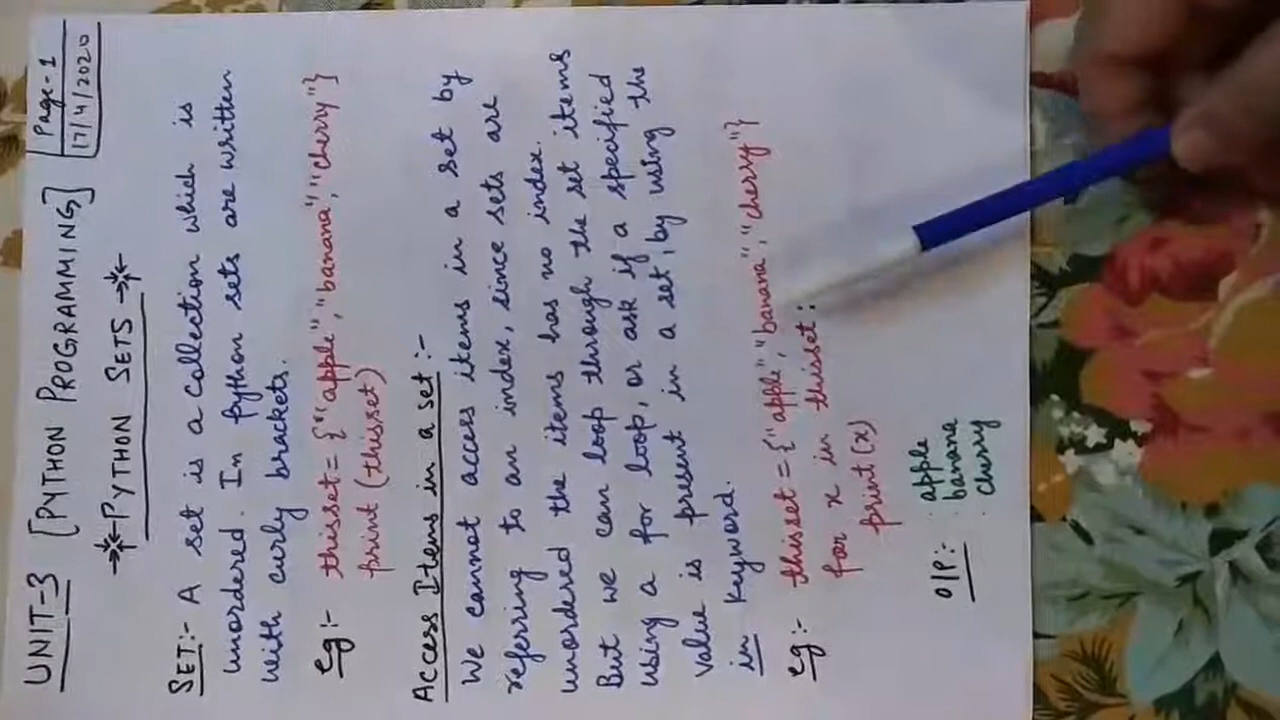 UNIT-3 [PYTHON PROGRAMMING]
Page-1
17/4/2020
PYTHON SETS
SET:- A set is a collection which is
unordered. In Python sets are written
with curly brackets.
eg:- thisset = {"apple", "banana", "cherry"}
print (thisset)
Access Items in a set:-
We cannot access items in a set by
referring to an index, since sets are
unordered the items has no index.
But we can loop through the set items
using a for loop, or ask if a specified
value is present in a set, by using the
in keyword.
eg:- thisset = {"apple", "banana", "cherry"}
for x in thisset:
print (x)
O/P:- apple
banana
cherry